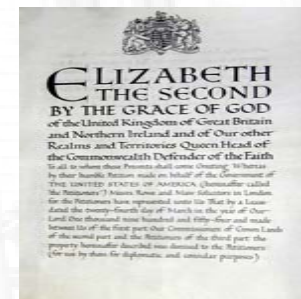 ELIZABETH
THE SECOND
BY THE GRACE OF GOD
of the United Kingdom of Great Britain
and Northern Ireland and of Our other
Realms and Territories Queen Head of
the Commonwealth Defender of the Faith
To all to whom these Presents shall come Greeting Whereas
by their humble Petition made on behalf of the Government of
THE UNITED STATES OF AMERICA (hereinafter called
the Petitioners") Messrs Rowe and Maw Solicitors in London
for the Petitioners have represented unto Us That by a Lease
dated the twenty-fourth day of March in the year of Our
Lord One thousand nine hundred and fifty-four and made
between Us of the first part Our Commissioners of Crown Lands
of the second part and the Petitioners of the third part the
property hereinafter described was demised to the Petitioners
(for use by them for diplomatic and consular purposes)